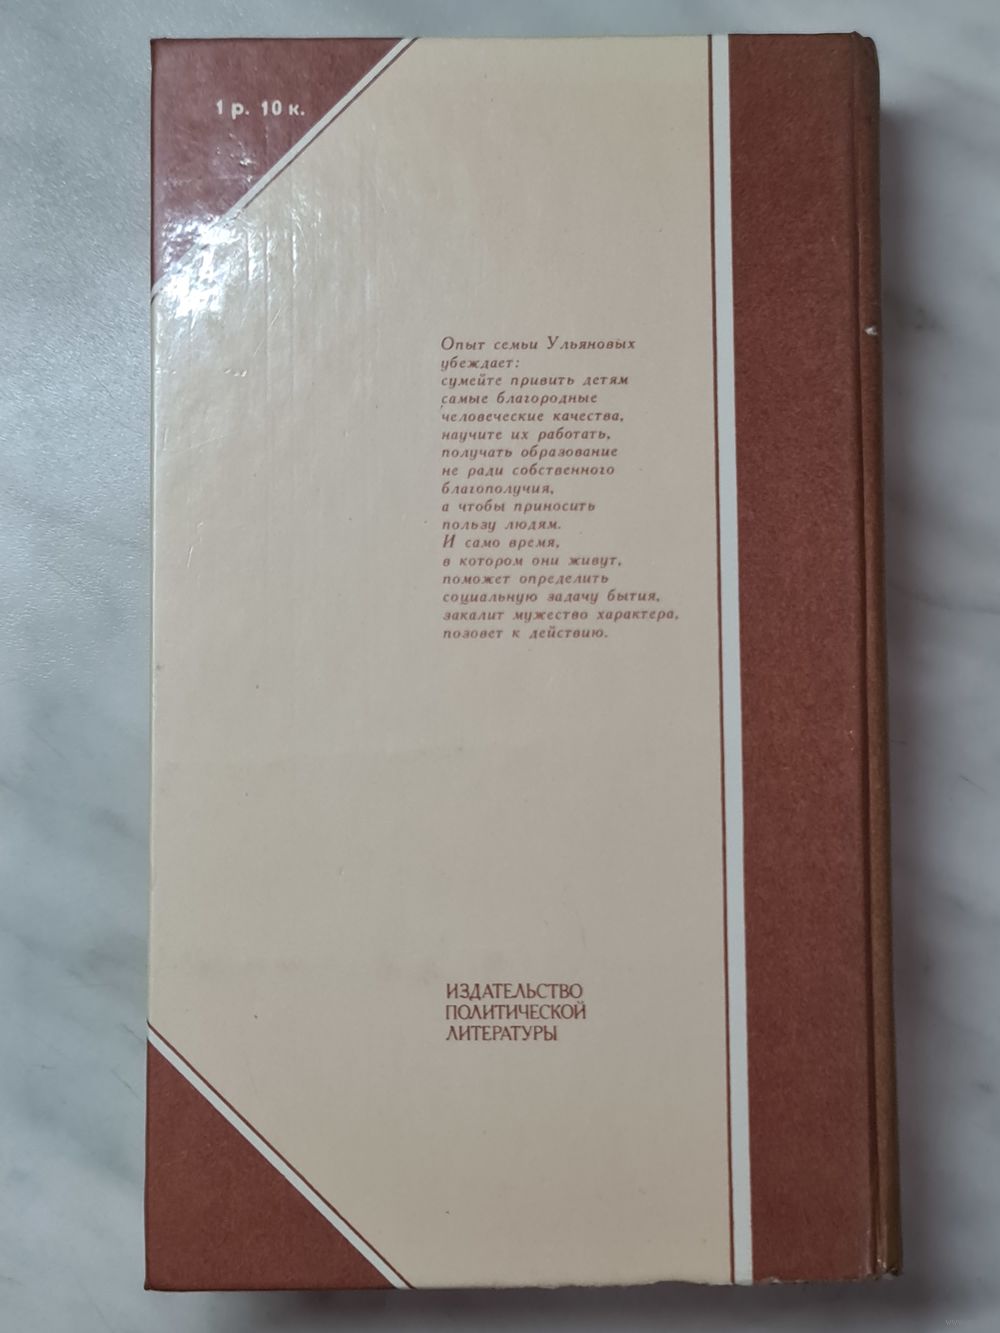 1 р. 10 к.
Опыт семьи Ульяновых
убеждает:
сумейте привить детям
самые благородные
человеческие качества,
научите их работать,
получать образование
не ради собственного
благополучия,
а чтобы приносить
пользу людям.
И само время,
в котором они живут,
поможет определить
социальную задачу бытия,
закалит мужество характера,
позовет к действию.
ИЗДАТЕЛЬСТВО
ПОЛИТИЧЕСКОЙ
ЛИТЕРАТУРЫ